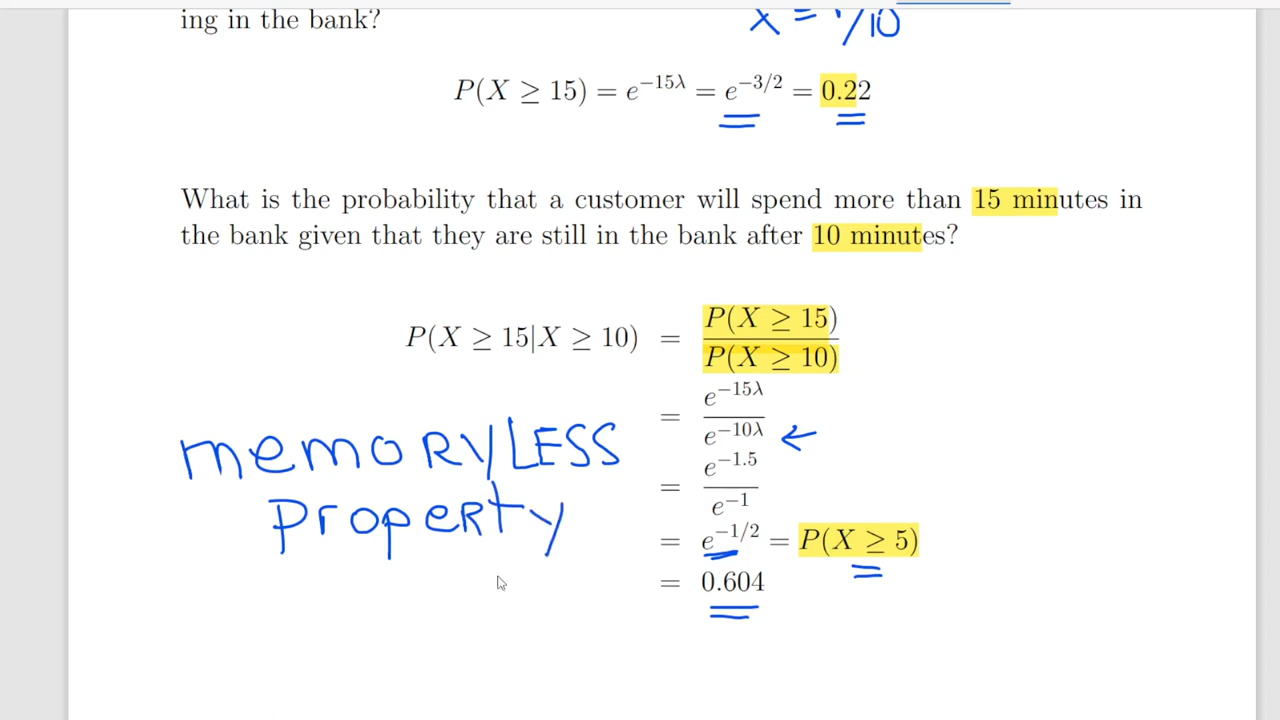 ing in the bank?
λ = 1/10
P(X ≥ 15) = e^{−15λ} = e^{−3/2} = 0.22
What is the probability that a customer will spend more than 15 minutes in
the bank given that they are still in the bank after 10 minutes?
P(X ≥ 15|X ≥ 10) = P(X ≥ 15) / P(X ≥ 10)
= e^{−15λ} / e^{−10λ} ←
= e^{−1.5} / e^{−1}
= e^{−1/2} = P(X ≥ 5)
= 0.604
memoRyLESS
PropeRty